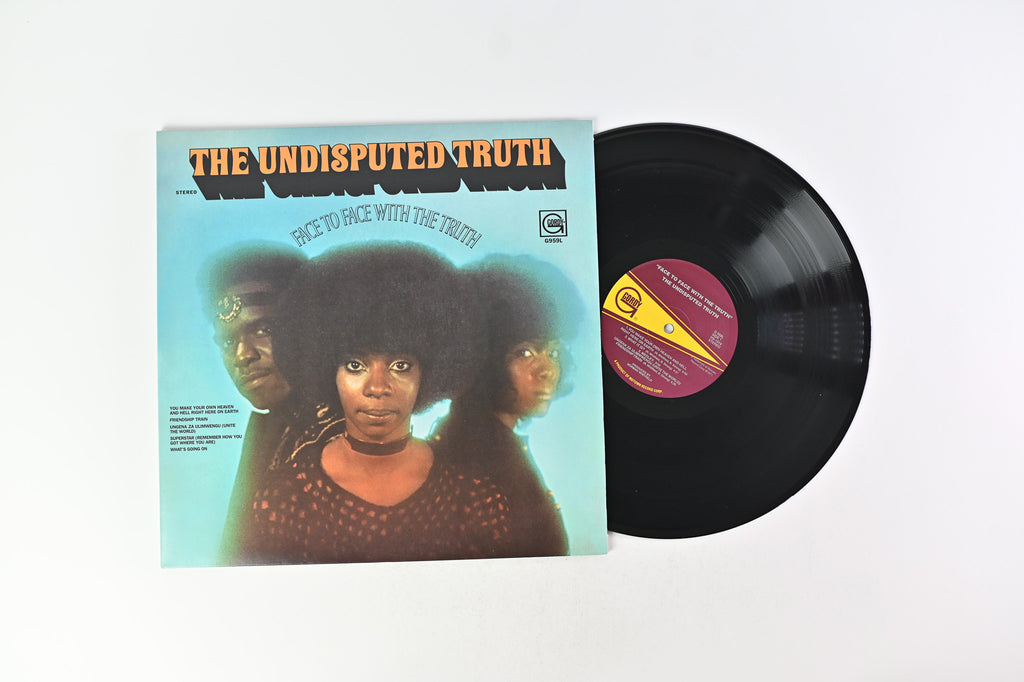 THE UNDISPUTED TRUTH
STEREO
FACE TO FACE WITH THE TRUTH
GORDY
G959L
YOU MAKE YOUR OWN HEAVEN
AND HELL RIGHT HERE ON EARTH
FRIENDSHIP TRAIN
UNGENA ZA ULIMWENGU (UNITE
THE WORLD)
SUPERSTAR (REMEMBER HOW YOU
GOT WHERE YOU ARE)
WHAT'S GOING ON
"FACE TO FACE WITH THE TRUTH"
THE UNDISPUTED TRUTH
GORDY